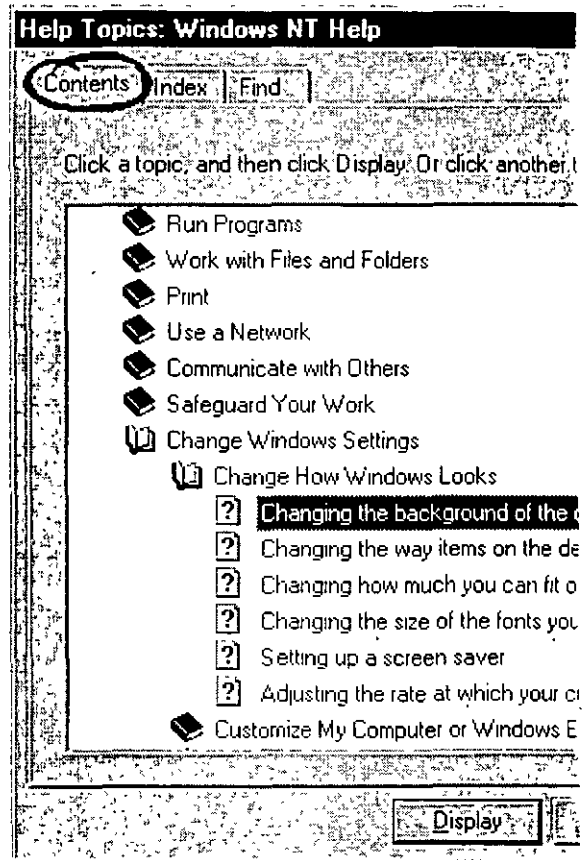 Help Topics: Windows NT Help
Contents Index Find
Click a topic, and then click Display. Or click another t
Run Programs
Work with Files and Folders
Print
Use a Network
Communicate with Others
Safeguard Your Work
Change Windows Settings
Change How Windows Looks
? Changing the background of the d
? Changing the way items on the de
? Changing how much you can fit o
? Changing the size of the fonts you
? Setting up a screen saver
? Adjusting the rate at which your cu
Customize My Computer or Windows E
Display